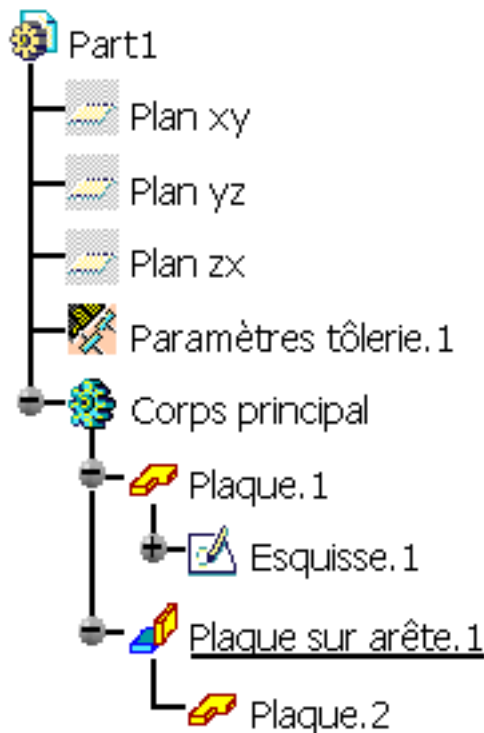 Part1
Plan xy
Plan yz
Plan zx
Paramètres tôlerie.1
Corps principal
Plaque.1
Esquisse.1
Plaque sur arête.1
Plaque.2